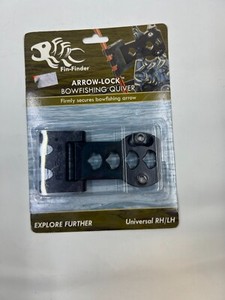 Fin-Finder
ARROW-LOCK
BOWFISHING QUIVER
Firmly secures bowfishing arrow
EXPLORE FURTHER
Universal RH/LH